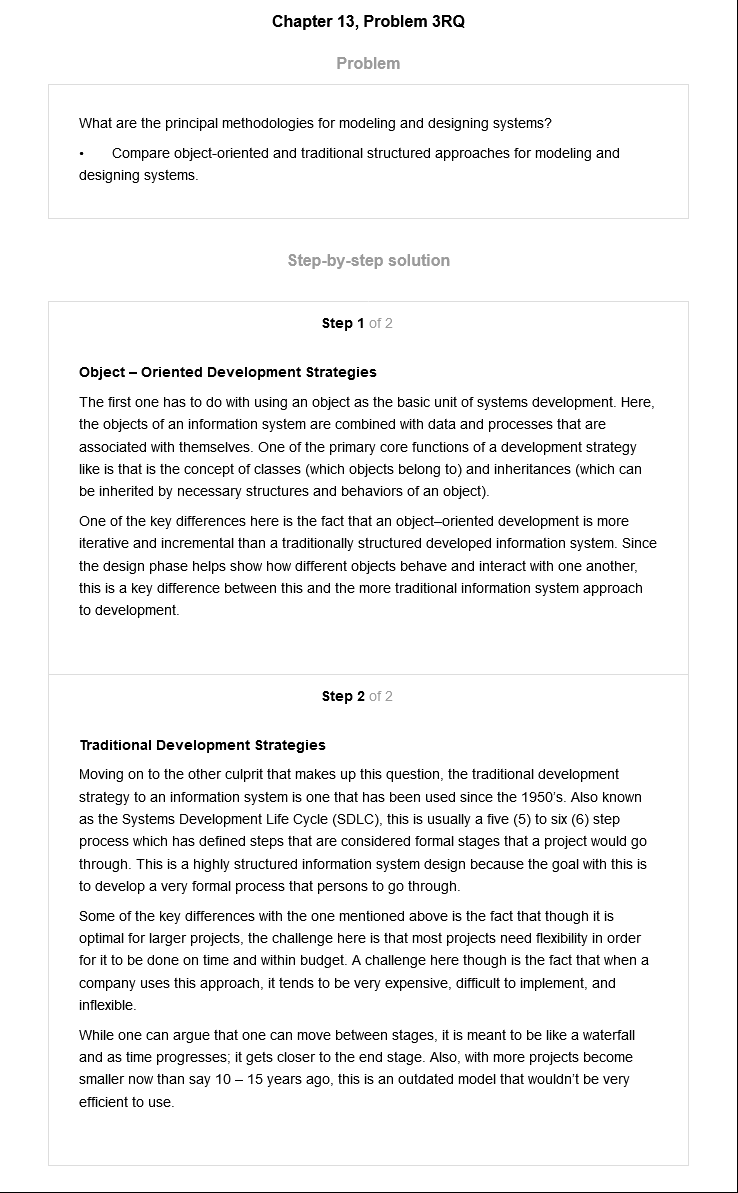 Chapter 13, Problem 3RQ
Problem
What are the principal methodologies for modeling and designing systems?
• Compare object-oriented and traditional structured approaches for modeling and
designing systems.
Step-by-step solution
Step 1 of 2
Object – Oriented Development Strategies
The first one has to do with using an object as the basic unit of systems development. Here,
the objects of an information system are combined with data and processes that are
associated with themselves. One of the primary core functions of a development strategy
like is that is the concept of classes (which objects belong to) and inheritances (which can
be inherited by necessary structures and behaviors of an object).
One of the key differences here is the fact that an object–oriented development is more
iterative and incremental than a traditionally structured developed information system. Since
the design phase helps show how different objects behave and interact with one another,
this is a key difference between this and the more traditional information system approach
to development.
Step 2 of 2
Traditional Development Strategies
Moving on to the other culprit that makes up this question, the traditional development
strategy to an information system is one that has been used since the 1950's. Also known
as the Systems Development Life Cycle (SDLC), this is usually a five (5) to six (6) step
process which has defined steps that are considered formal stages that a project would go
through. This is a highly structured information system design because the goal with this is
to develop a very formal process that persons to go through.
Some of the key differences with the one mentioned above is the fact that though it is
optimal for larger projects, the challenge here is that most projects need flexibility in order
for it to be done on time and within budget. A challenge here though is the fact that when a
company uses this approach, it tends to be very expensive, difficult to implement, and
inflexible.
While one can argue that one can move between stages, it is meant to be like a waterfall
and as time progresses; it gets closer to the end stage. Also, with more projects become
smaller now than say 10 – 15 years ago, this is an outdated model that wouldn't be very
efficient to use.